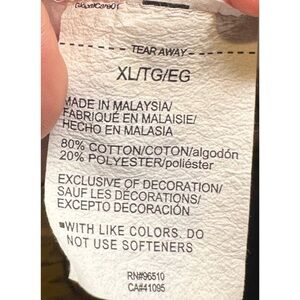 GlobalCare01
TEAR AWAY
XL/TG/EG
MADE IN MALAYSIA/
FABRIQUÉ EN MALAISIE/
HECHO EN MALASIA
80% COTTON/COTON/algodón
20% POLYESTER/poliéster
EXCLUSIVE OF DECORATION/
SAUF LES DÉCORATIONS/
EXCEPTO DECORACIÓN
■WITH LIKE COLORS. DO
NOT USE SOFTENERS
RN#96510
CA#41095